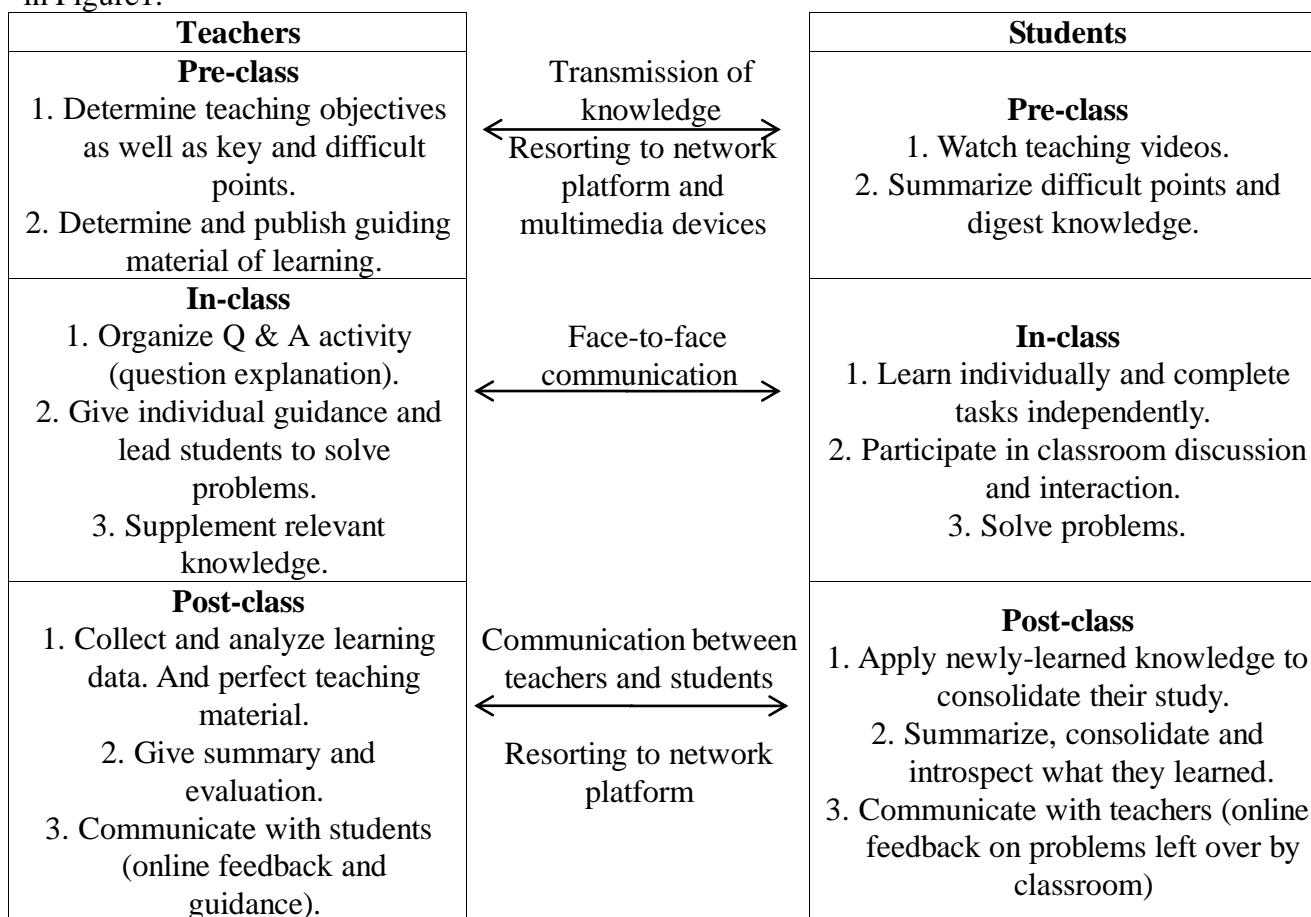 in Figure1.
Teachers
Students
Pre-class
1. Determine teaching objectives
as well as key and difficult
points.
2. Determine and publish guiding
material of learning.
Transmission of
knowledge
Resorting to network
platform and
multimedia devices
Pre-class
1. Watch teaching videos.
2. Summarize difficult points and
digest knowledge.
In-class
1. Organize Q & A activity
(question explanation).
2. Give individual guidance and
lead students to solve
problems.
3. Supplement relevant
knowledge.
Face-to-face
communication
In-class
1. Learn individually and complete
tasks independently.
2. Participate in classroom discussion
and interaction.
3. Solve problems.
Post-class
1. Collect and analyze learning
data. And perfect teaching
material.
2. Give summary and
evaluation.
3. Communicate with students
(online feedback and
guidance).
Communication between
teachers and students
Resorting to network
platform
Post-class
1. Apply newly-learned knowledge to
consolidate their study.
2. Summarize, consolidate and
introspect what they learned.
3. Communicate with teachers (online
feedback on problems left over by
classroom)